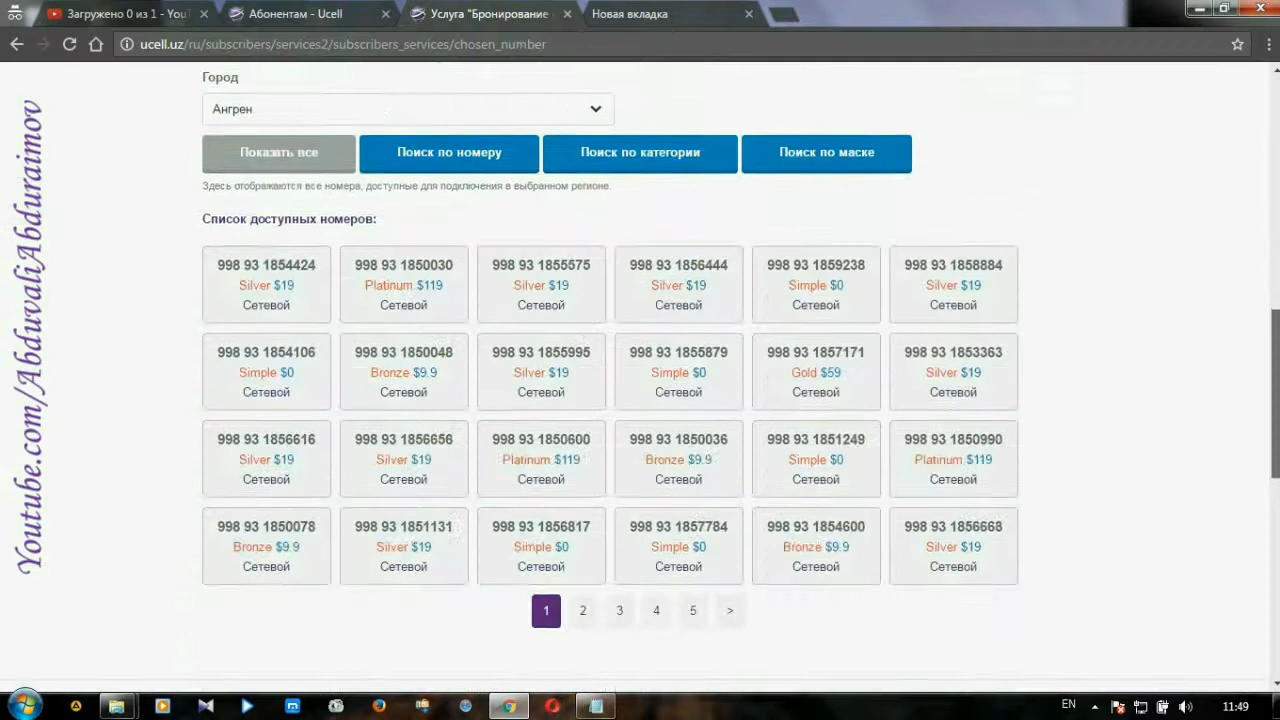 Загружено 0 из 1 - You
Абонентам - Ucell
Услуга "Бронирование
Новая вкладка
ucell.uz/ru/subscribers/services2/subscribers_services/chosen_number
Youtube.com/AbduvaliAbduraimov
Город
Ангрен
Показать все
Поиск по номеру
Поиск по категории
Поиск по маске
Здесь отображаются все номера, доступные для подключения в выбранном регионе.
Список доступных номеров:
998 93 1854424 998 93 1850030 998 93 1855575 998 93 1856444 998 93 1859238 998 93 1858884
Silver $19 Platinum $119 Silver $19 Silver $19 Simple $0 Silver $19
Сетевой Сетевой Сетевой Сетевой Сетевой Сетевой
998 93 1854106 998 93 1850048 998 93 1855995 998 93 1855879 998 93 1857171 998 93 1853363
Simple $0 Bronze $9.9 Silver $19 Simple $0 Gold $59 Silver $19
Сетевой Сетевой Сетевой Сетевой Сетевой Сетевой
998 93 1856616 998 93 1856656 998 93 1850600 998 93 1850036 998 93 1851249 998 93 1850990
Silver $19 Silver $19 Platinum $119 Bronze $9.9 Simple $0 Platinum $119
Сетевой Сетевой Сетевой Сетевой Сетевой Сетевой
998 93 1850078 998 93 1851131 998 93 1856817 998 93 1857784 998 93 1854600 998 93 1856668
Bronze $9.9 Silver $19 Simple $0 Simple $0 Bronze $9.9 Silver $19
Сетевой Сетевой Сетевой Сетевой Сетевой Сетевой
1 2 3 4 5 >
EN
11:49